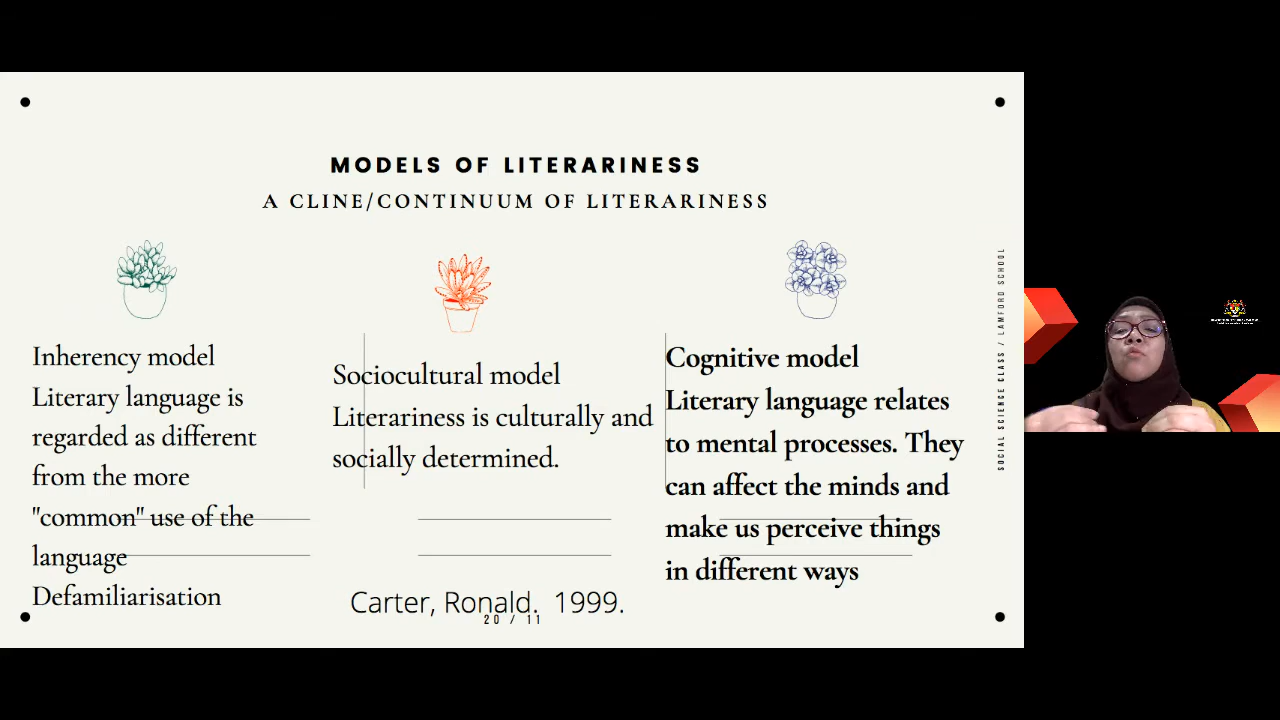 MODELS OF LITERARINESS
A CLINE/CONTINUUM OF LITERARINESS
Inherency model
Literary language is
regarded as different
from the more
"common" use of the
language
Defamiliarisation
Sociocultural model
Literariness is culturally and
socially determined.
Cognitive model
Literary language relates
to mental processes. They
can affect the minds and
make us perceive things
in different ways
Carter, Ronald. 1999.
20 / 11
SOCIAL SCIENCE CLASS / LAMFORD SCHOOL